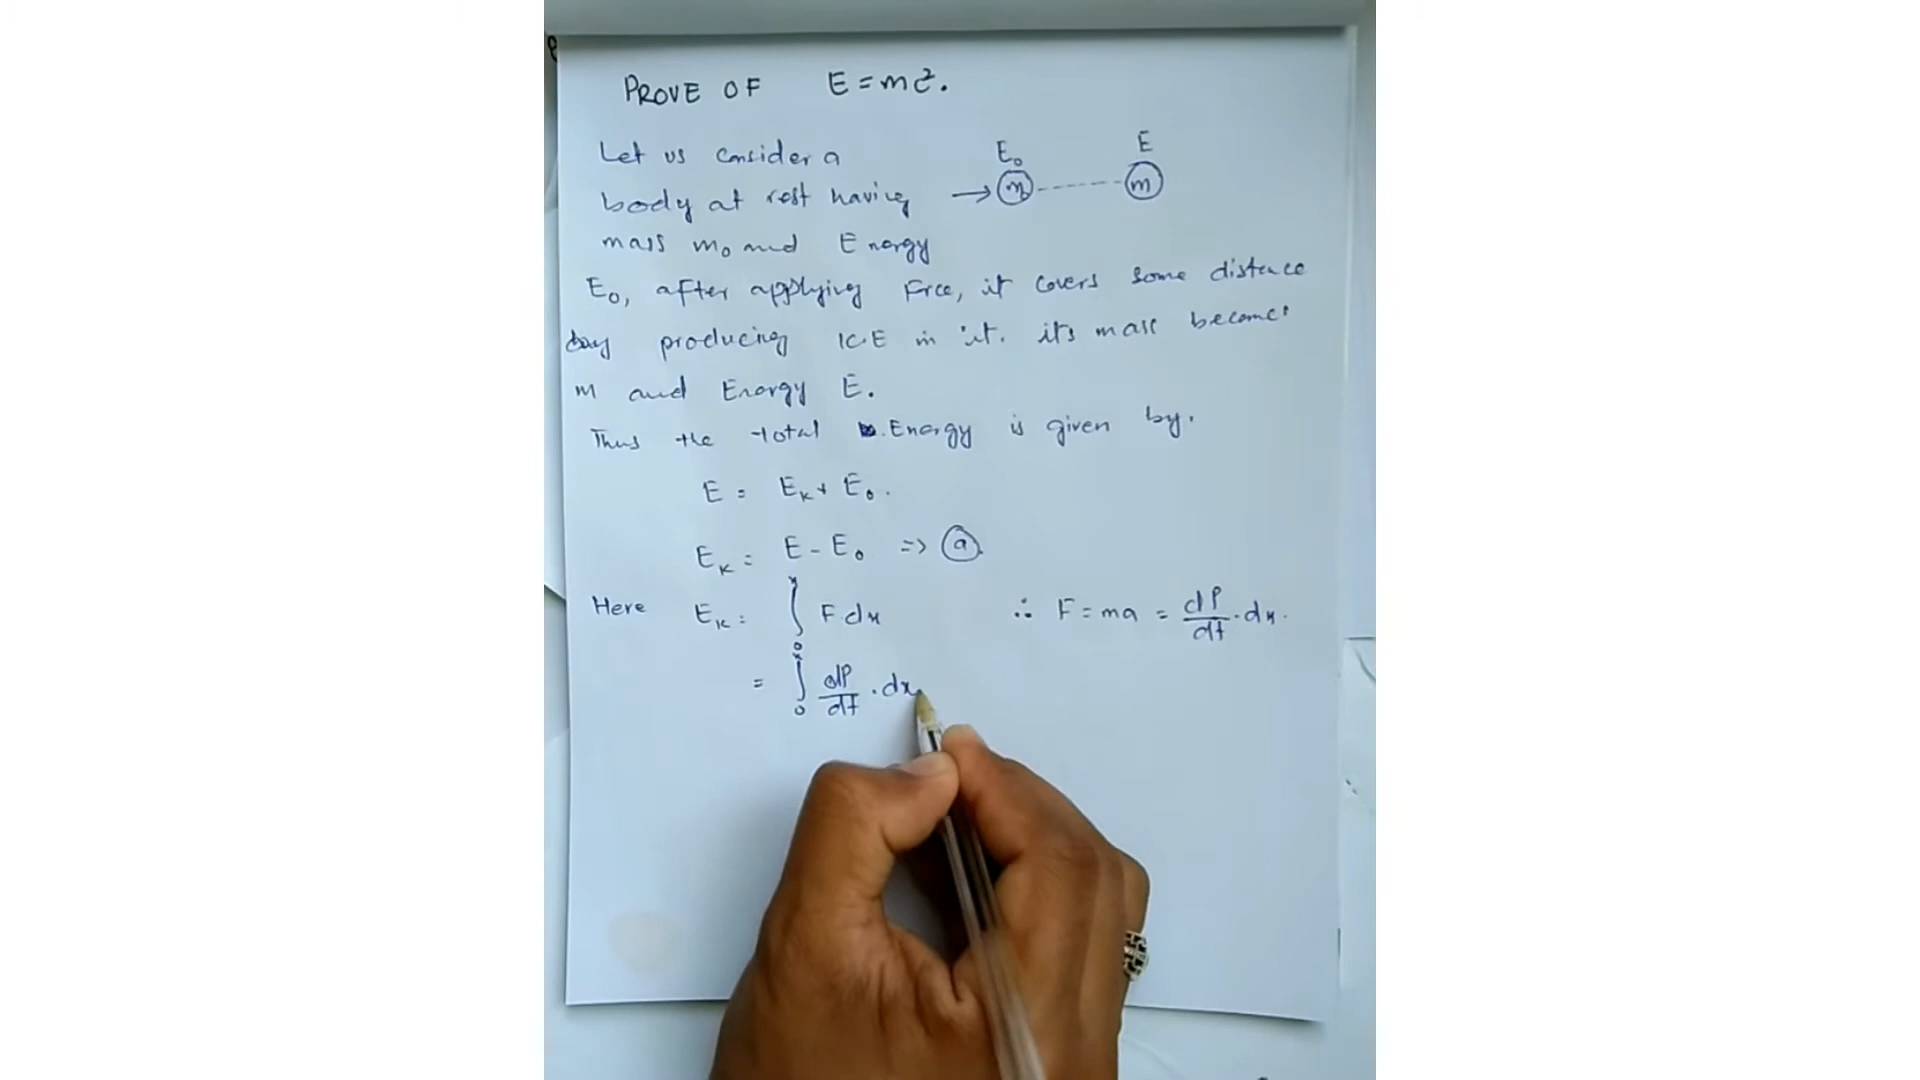 PROVE OF E = mc².
Let us consider a
E₀ E
body at rest having → m₀ ------ m
mass m₀ and Energy
E₀, after applying Frce, it covers some distance
by producing K.E in it. its mass becomes
m and Energy E.
Thus the total Energy is given by.
E = Eₖ + E₀.
Eₖ = E - E₀ => ⓐ.
Here Eₖ = ∫₀ˣ F.dx ∴ F = ma = dP/dt . dx.
= ∫₀ˣ dP/dt . dx